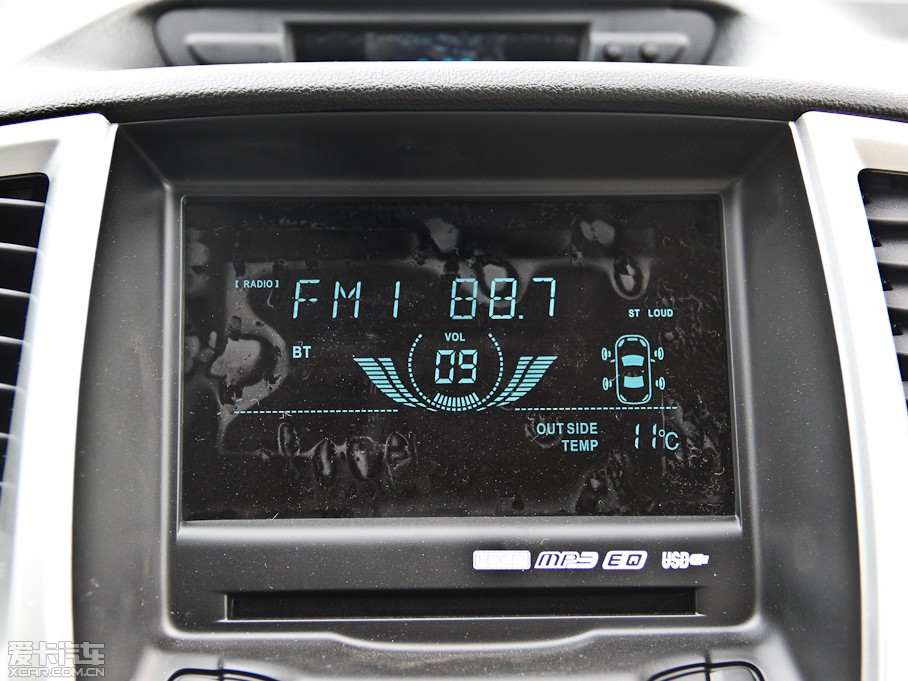 [ RADIO ] FM1 88.7
ST LOUD
VOL
BT 09
OUT SIDE
TEMP 11°C
MP3 EQ USB
爱卡汽车
XCAR.COM.CN